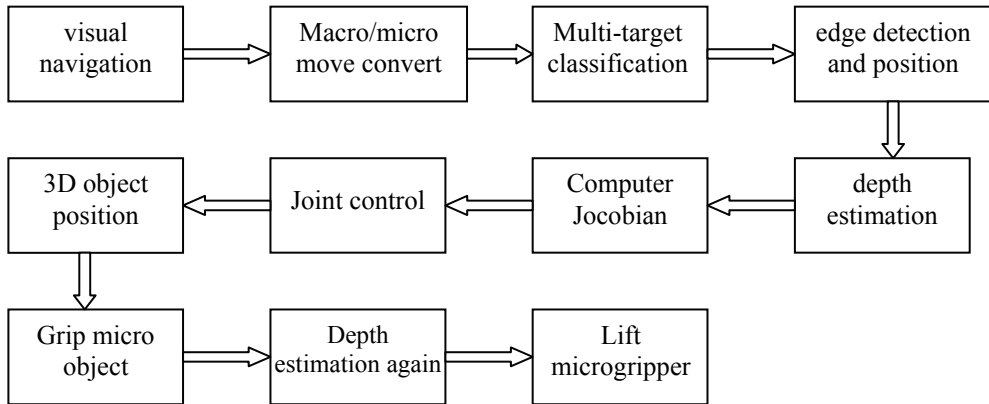 visual
navigation
Macro/micro
move convert
Multi-target
classification
edge detection
and position
depth
estimation
Computer
Jocobian
Joint control
3D object
position
Grip micro
object
Depth
estimation again
Lift
microgripper